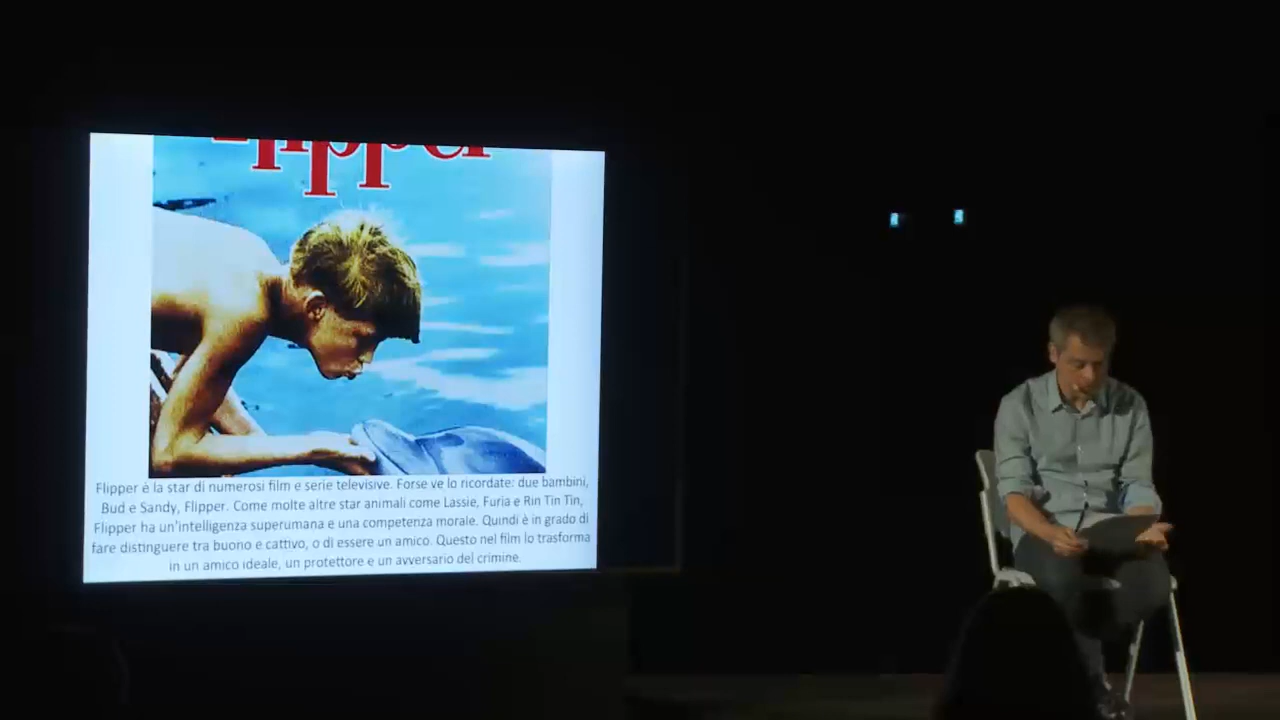 Flipper
Flipper è la star di numerosi film e serie televisive. Forse ve lo ricordate: due bambini,
Bud e Sandy, Flipper. Come molte altre star animali come Lassie, Furia e Rin Tin Tin,
Flipper ha un'intelligenza superumana e una competenza morale. Quindi è in grado di
fare distinguere tra buono e cattivo, o di essere un amico. Questo nel film lo trasforma
in un amico ideale, un protettore e un avversario del crimine.